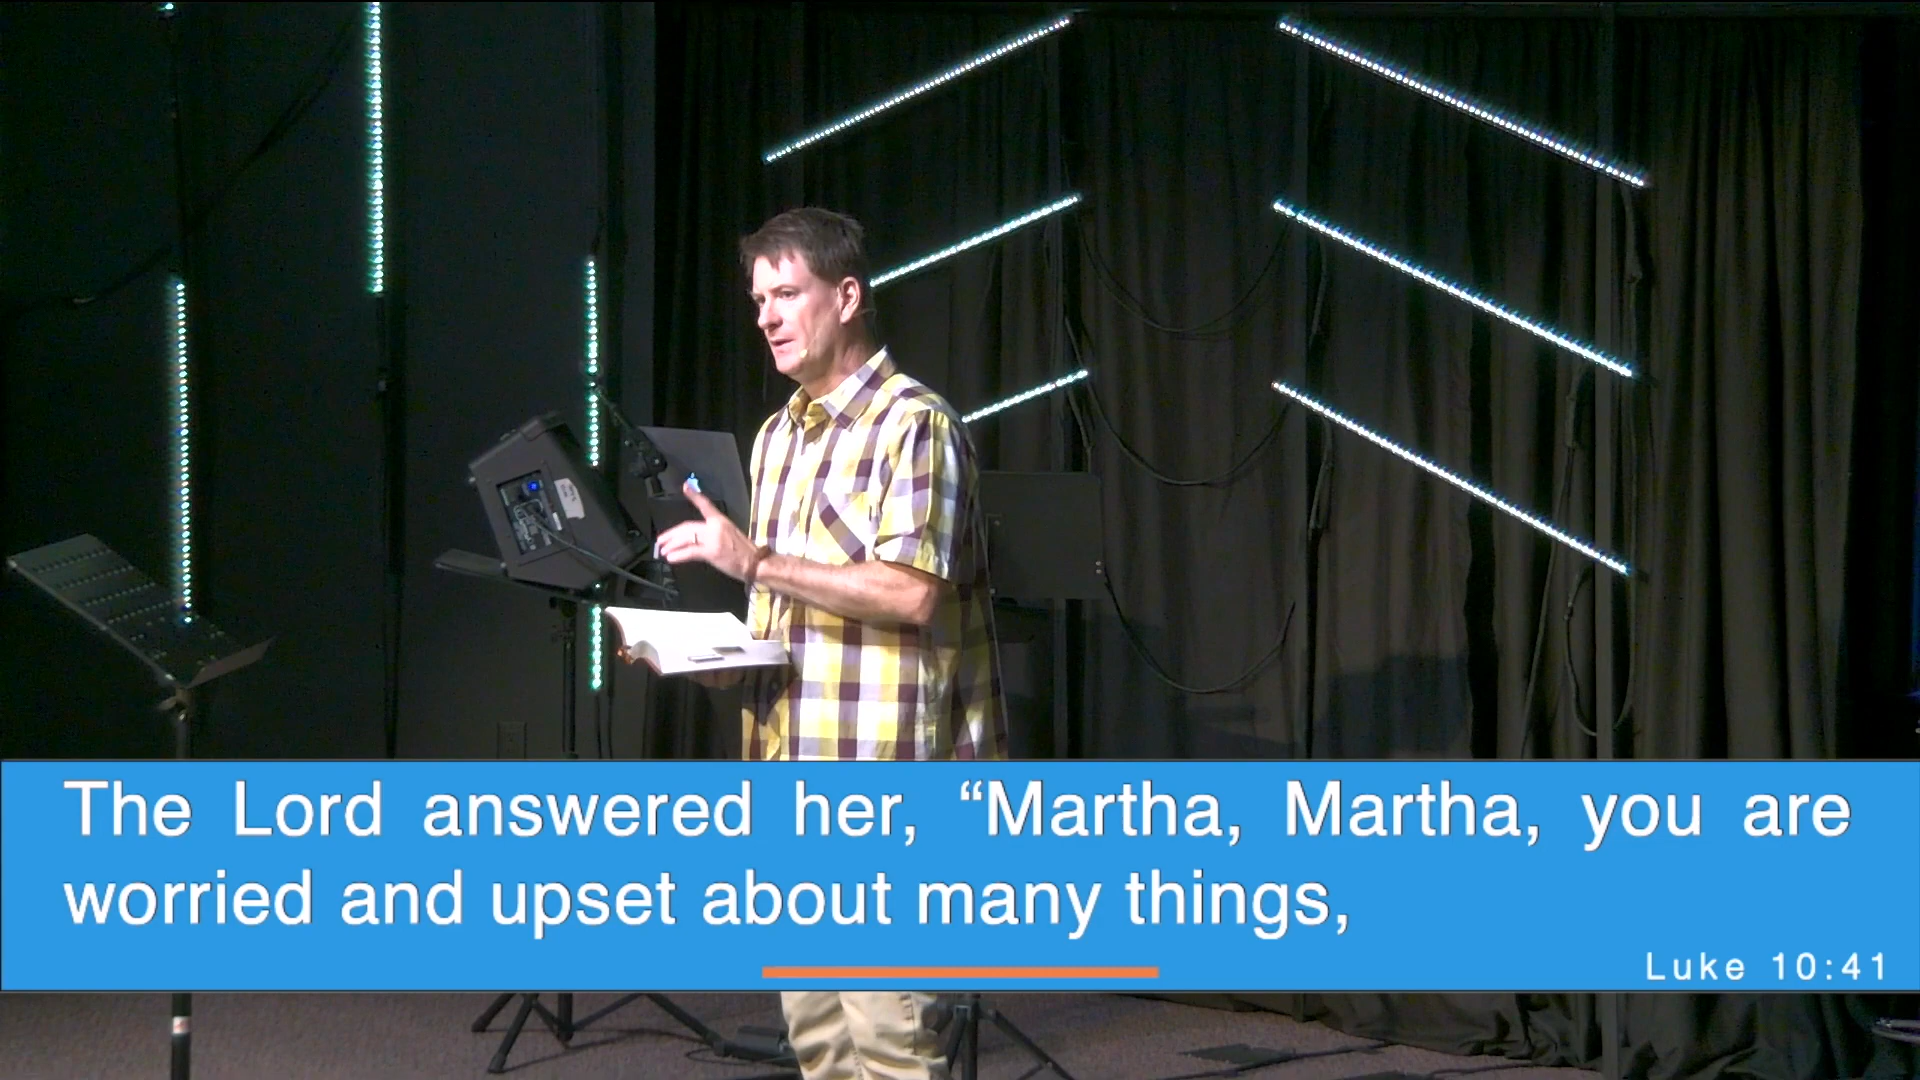 The Lord answered her, “Martha, Martha, you are
worried and upset about many things,
Luke 10:41